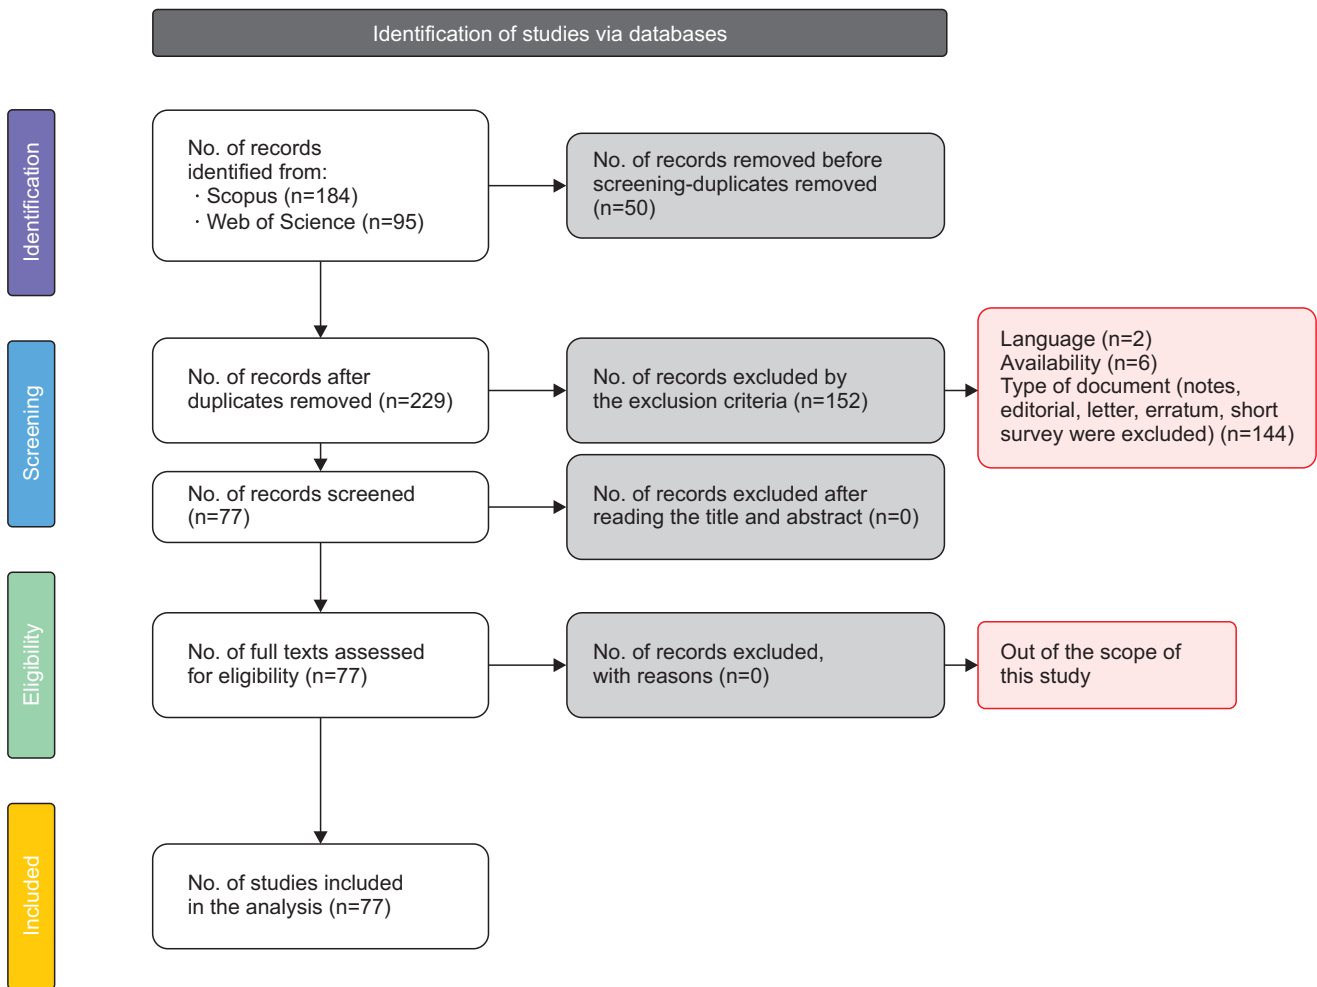 Identification of studies via databases
Identification
No. of records
identified from:
· Scopus (n=184)
· Web of Science (n=95)
No. of records removed before
screening-duplicates removed
(n=50)
Screening
No. of records after
duplicates removed (n=229)
No. of records excluded by
the exclusion criteria (n=152)
Language (n=2)
Availability (n=6)
Type of document (notes,
editorial, letter, erratum, short
survey were excluded) (n=144)
No. of records screened
(n=77)
No. of records excluded after
reading the title and abstract (n=0)
Eligibility
No. of full texts assessed
for eligibility (n=77)
No. of records excluded,
with reasons (n=0)
Out of the scope of
this study
Included
No. of studies included
in the analysis (n=77)